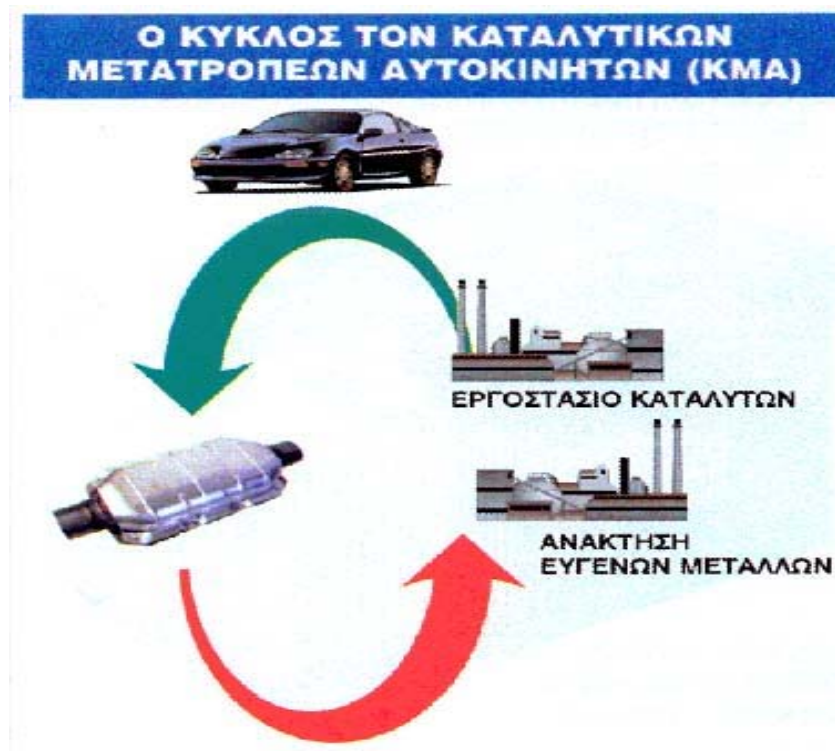 Ο ΚΥΚΛΟΣ ΤΟΝ ΚΑΤΑΛΥΤΙΚΩΝ
ΜΕΤΑΤΡΟΠΕΩΝ ΑΥΤΟΚΙΝΗΤΩΝ (ΚΜΑ)
ΕΡΓΟΣΤΑΣΙΟ ΚΑΤΑΛΥΤΩΝ
ΑΝΑΚΤΗΣΗ
ΕΥΓΕΝΩΝ ΜΕΤΑΛΛΩΝ